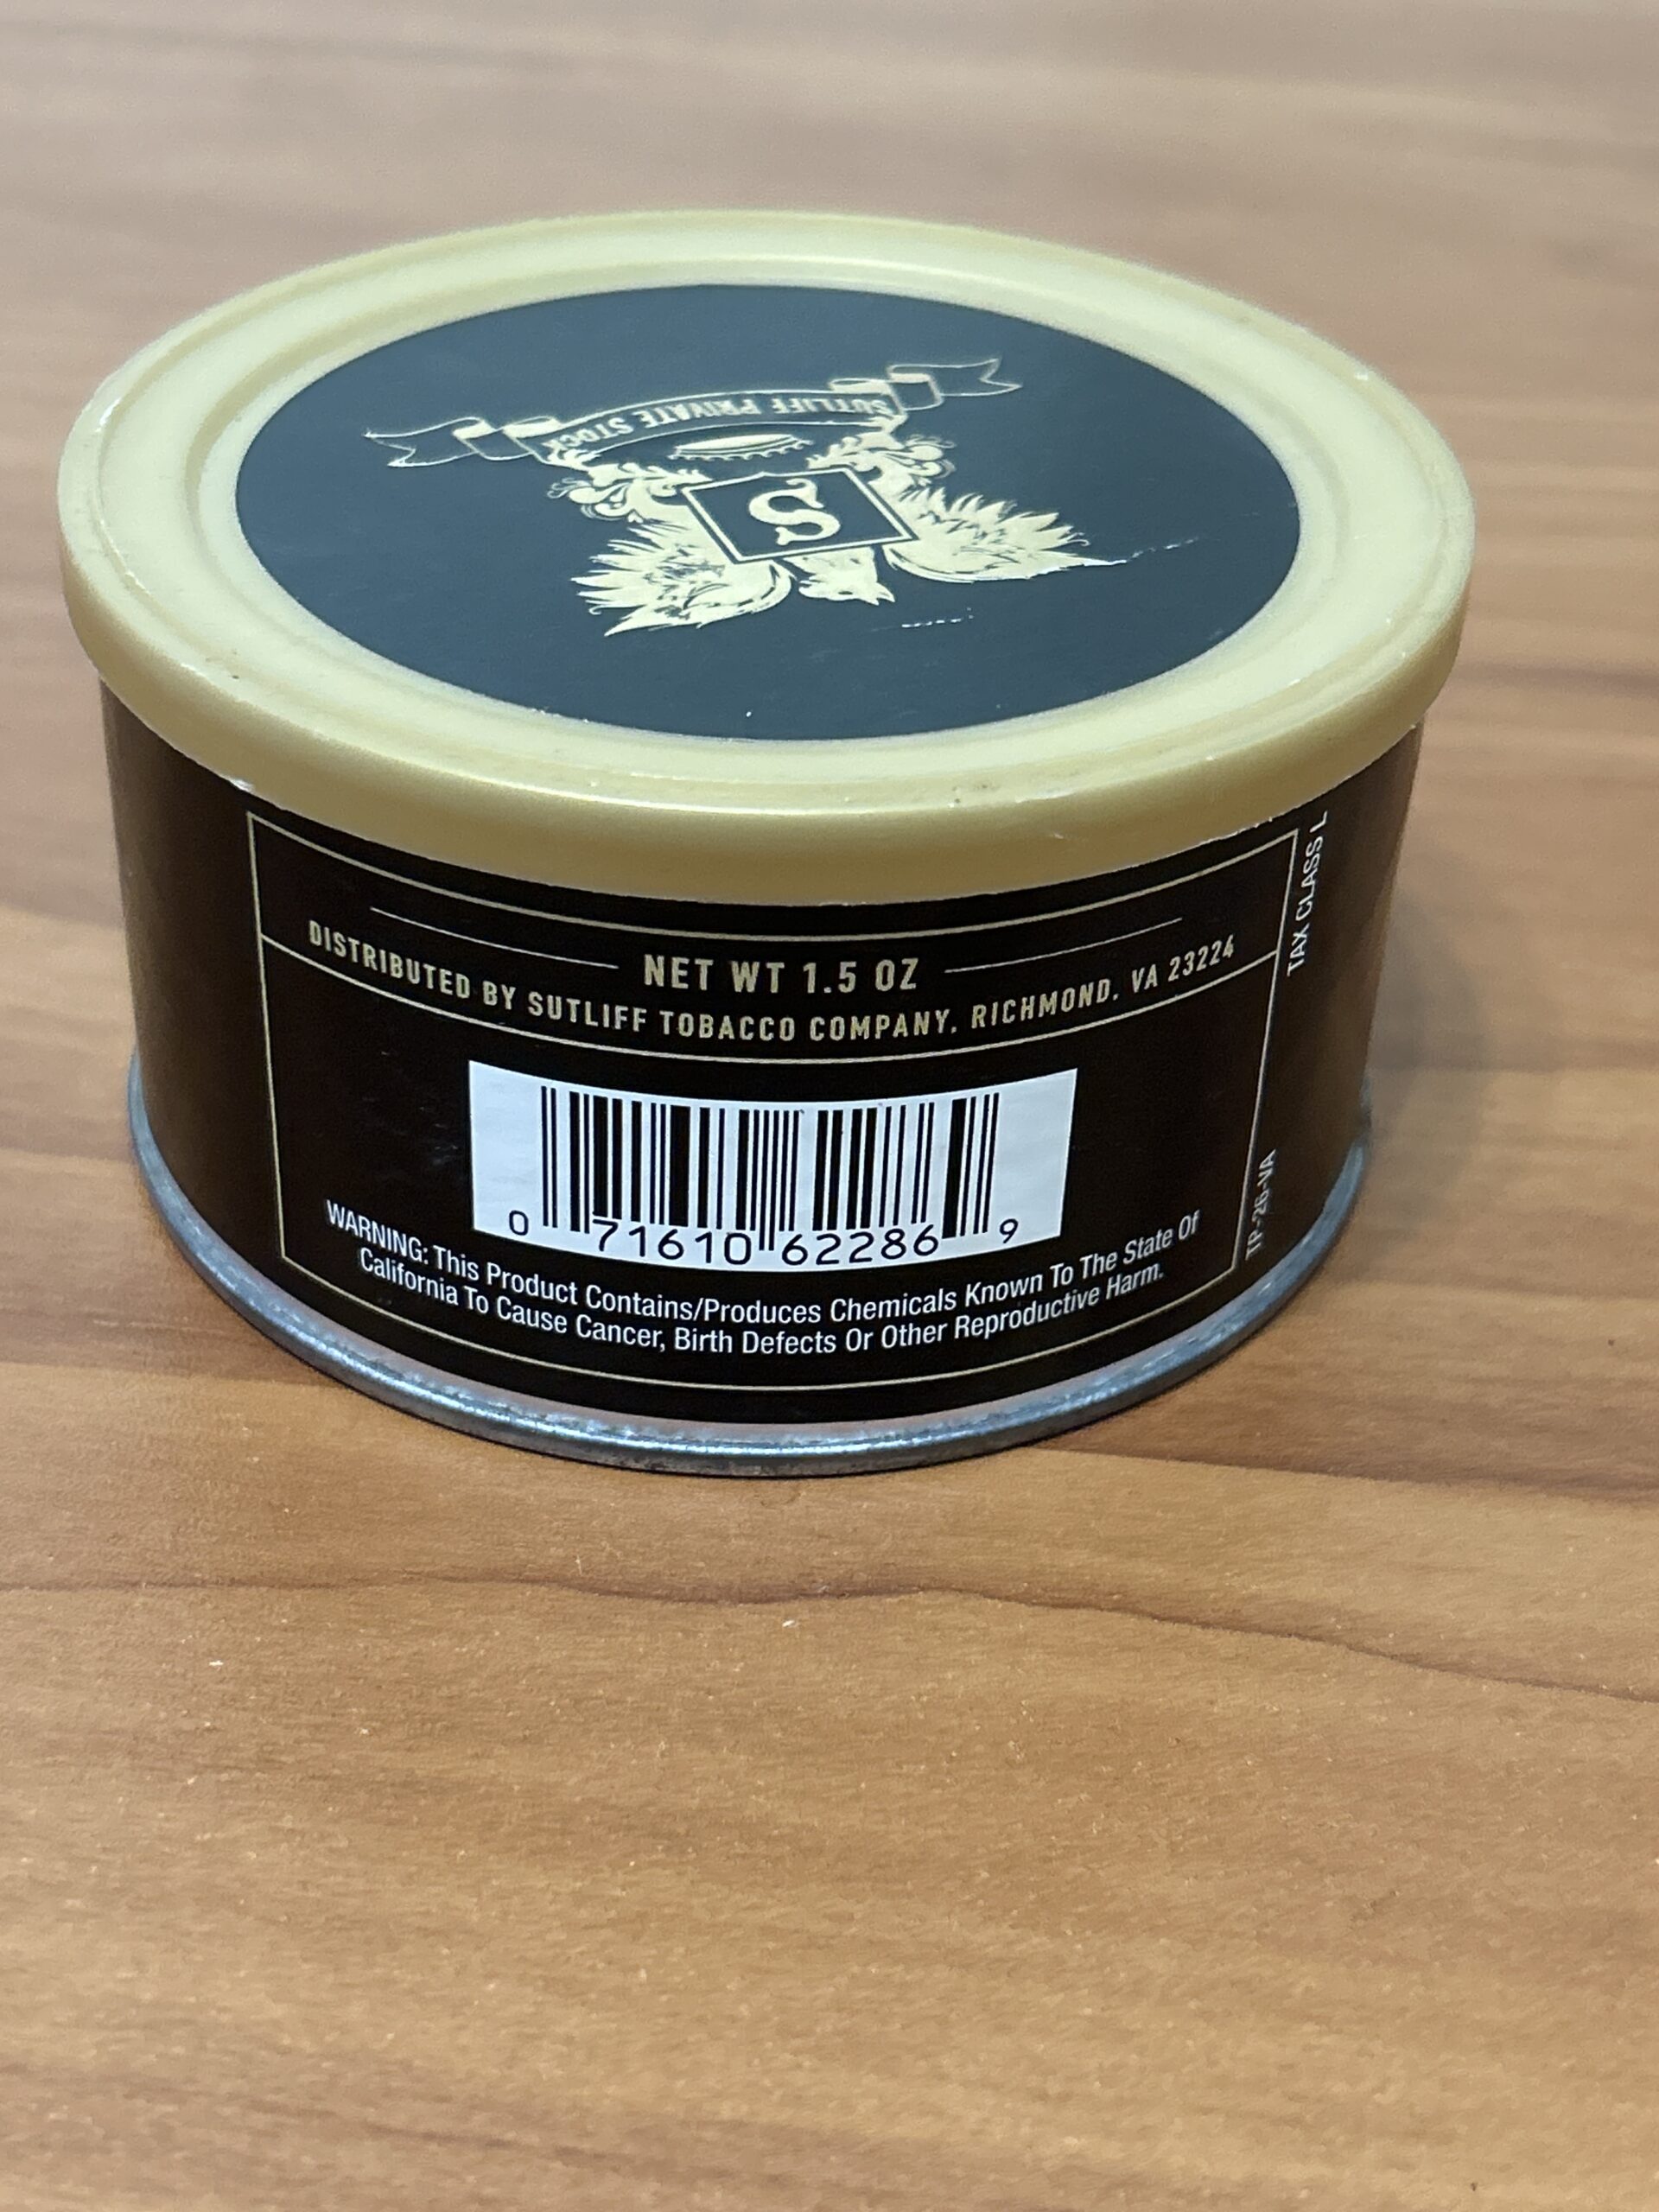 SUTLIFF PRIVATE STOCK
S
NET WT 1.5 OZ
DISTRIBUTED BY SUTLIFF TOBACCO COMPANY. RICHMOND. VA 23224
0 71610 62286 9
WARNING: This Product Contains/Produces Chemicals Known To The State Of
California To Cause Cancer, Birth Defects Or Other Reproductive Harm.
TAX CLASS L
TP-26-VA